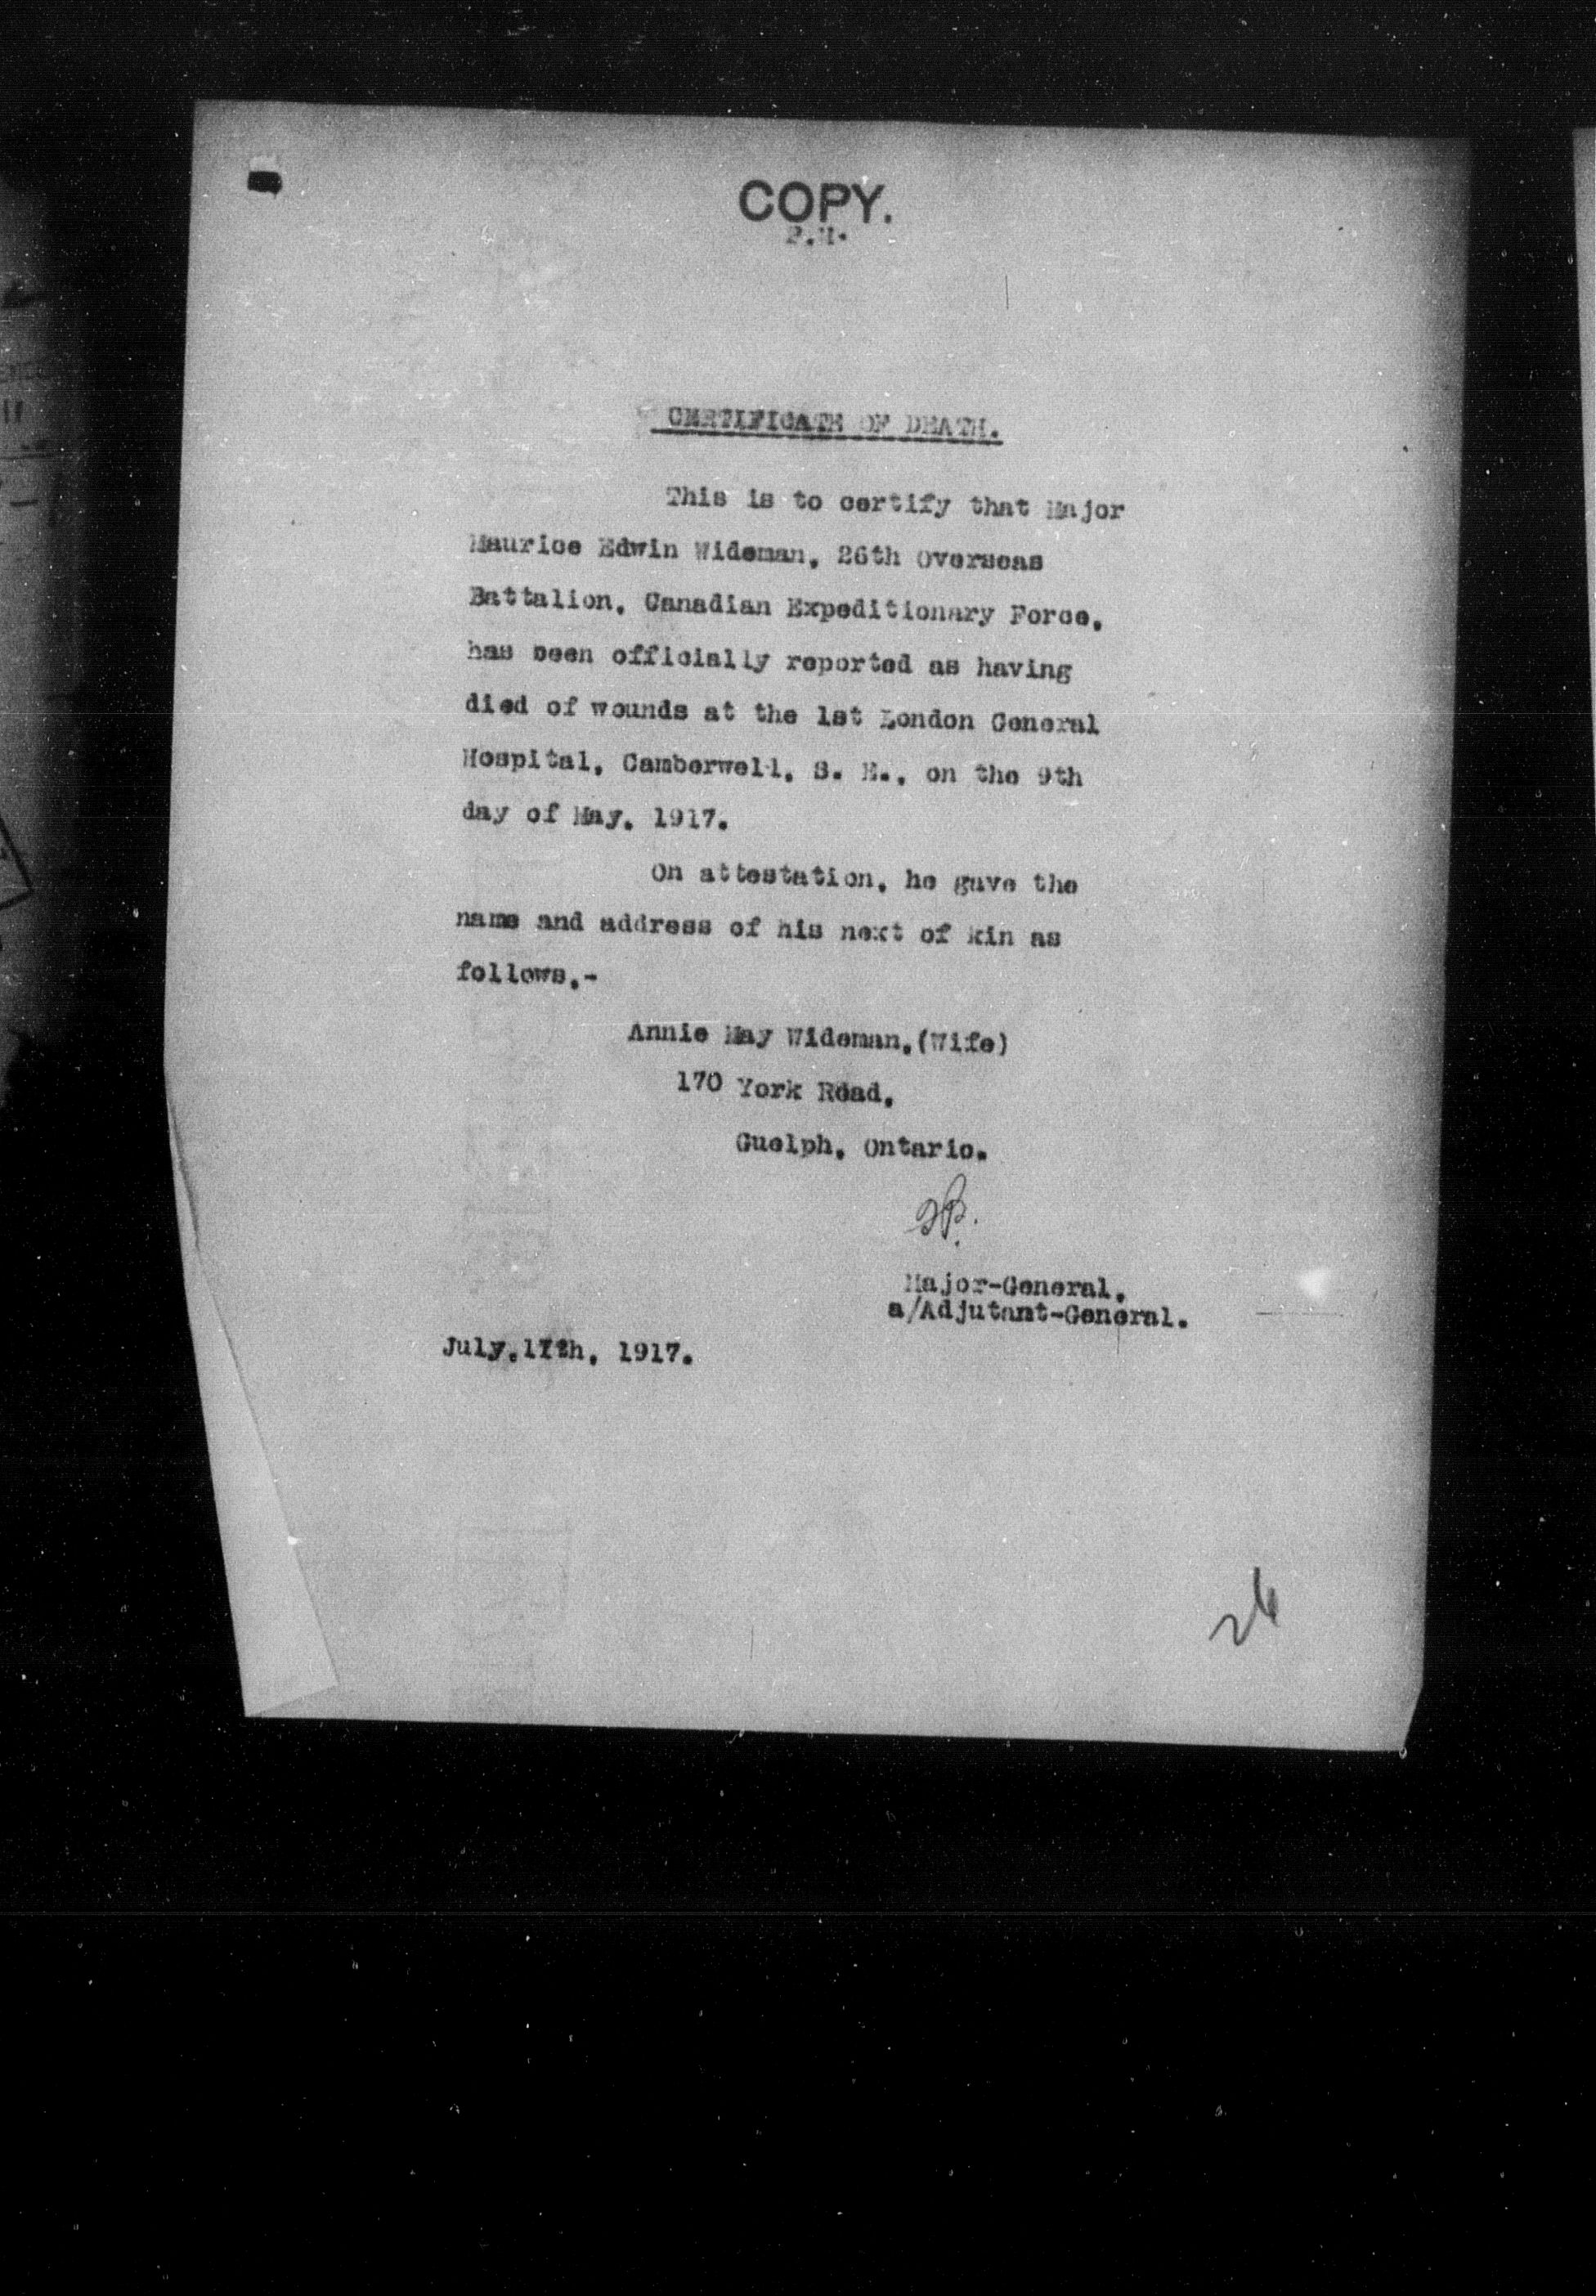 COPY.
CERTIFICATE OF DEATH.
This is to certify that Major
Maurice Edwin Wideman, 26th Overseas
Battalion, Canadian Expeditionary Force,
has been officially reported as having
died of wounds at the 1st London General
Hospital, Camberwell, S. E., on the 9th
day of May, 1917.
On attestation, he gave the
name and address of his next of kin as
follows,-
Annie May Wideman,(Wife)
170 York Road,
Guelph, Ontario.
Major-General,
a/Adjutant-General.
July, 1917.
26